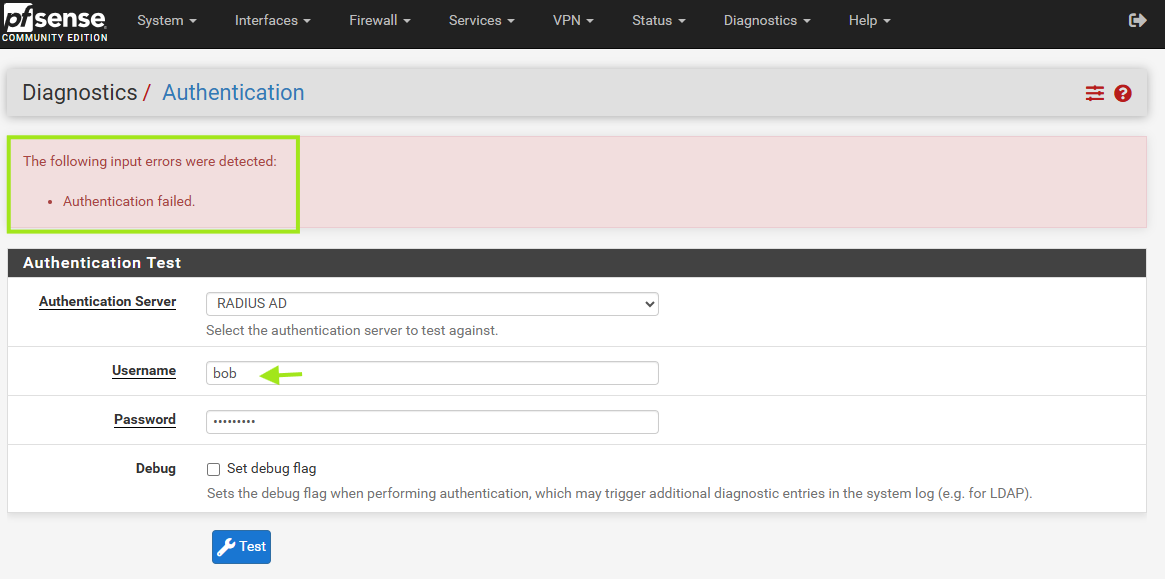 pfsense
COMMUNITY EDITION
System Interfaces Firewall Services VPN Status Diagnostics Help
Diagnostics / Authentication
The following input errors were detected:
• Authentication failed.
Authentication Test
Authentication Server RADIUS AD
Select the authentication server to test against.
Username bob
Password •••••••••
Debug Set debug flag
Sets the debug flag when performing authentication, which may trigger additional diagnostic entries in the system log (e.g. for LDAP).
Test